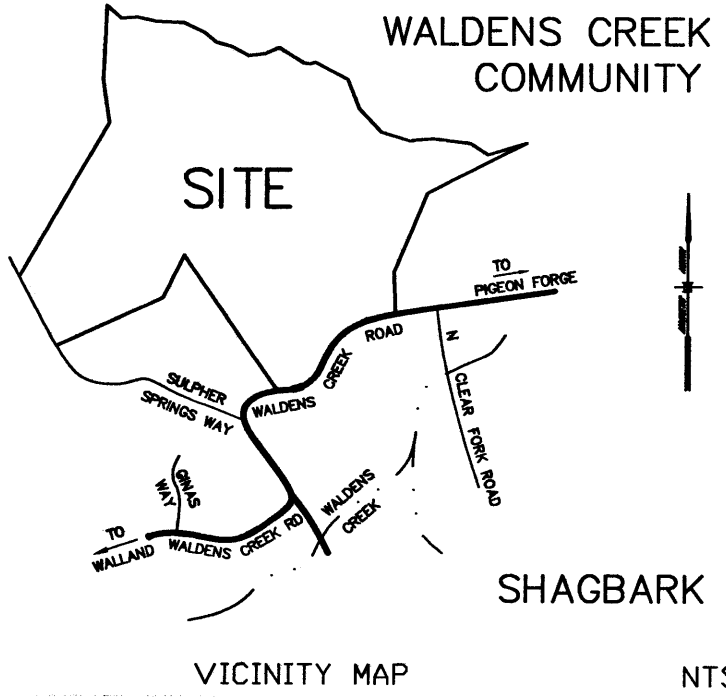 WALDENS CREEK
COMMUNITY
SITE
TO
PIGEON FORGE
ROAD
CREEK
WALDENS
N
CLEAR FORK ROAD
SULPHER
SPRINGS WAY
GINAS
WAY
WALDENS
CREEK
TO
WALLAND
WALDENS CREEK RD
SHAGBARK
VICINITY MAP
NTS